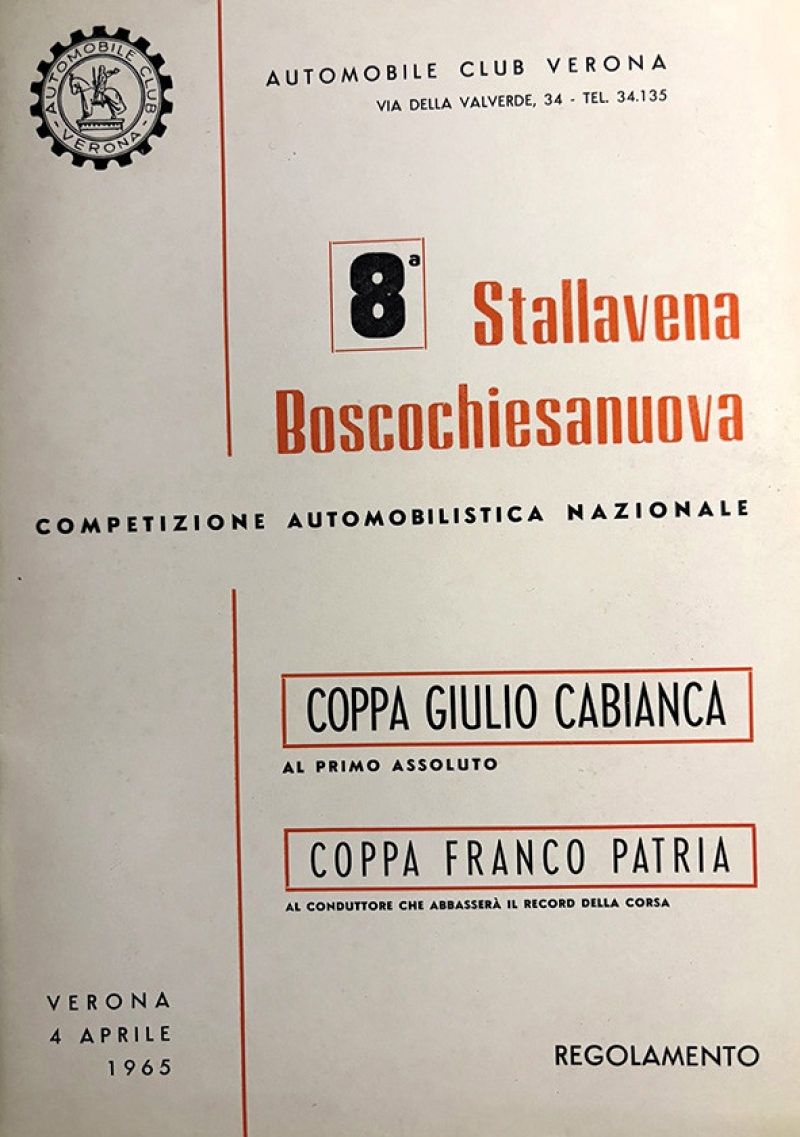 AUTOMOBILE CLUB
VERONA
AUTOMOBILE CLUB VERONA
VIA DELLA VALVERDE, 34 - TEL. 34.135
8ª Stallavena
Boscochiesanuova
COMPETIZIONE AUTOMOBILISTICA NAZIONALE
COPPA GIULIO CABIANCA
AL PRIMO ASSOLUTO
COPPA FRANCO PATRIA
AL CONDUTTORE CHE ABBASSERÀ IL RECORD DELLA CORSA
VERONA
4 APRILE
1965
REGOLAMENTO